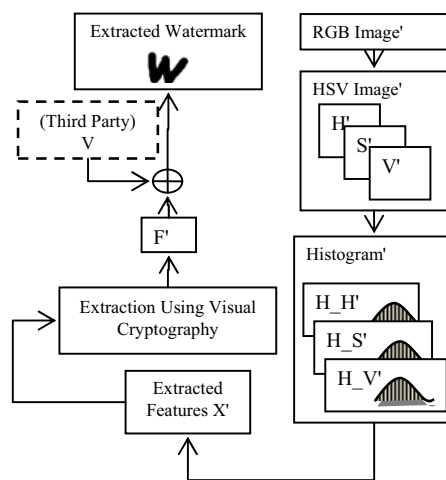 Extracted Watermark
W
(Third Party)
V
F'
Extraction Using Visual
Cryptography
Extracted
Features X'
RGB Image'
HSV Image'
H'
S'
V'
Histogram'
H_H'
H_S'
H_V'